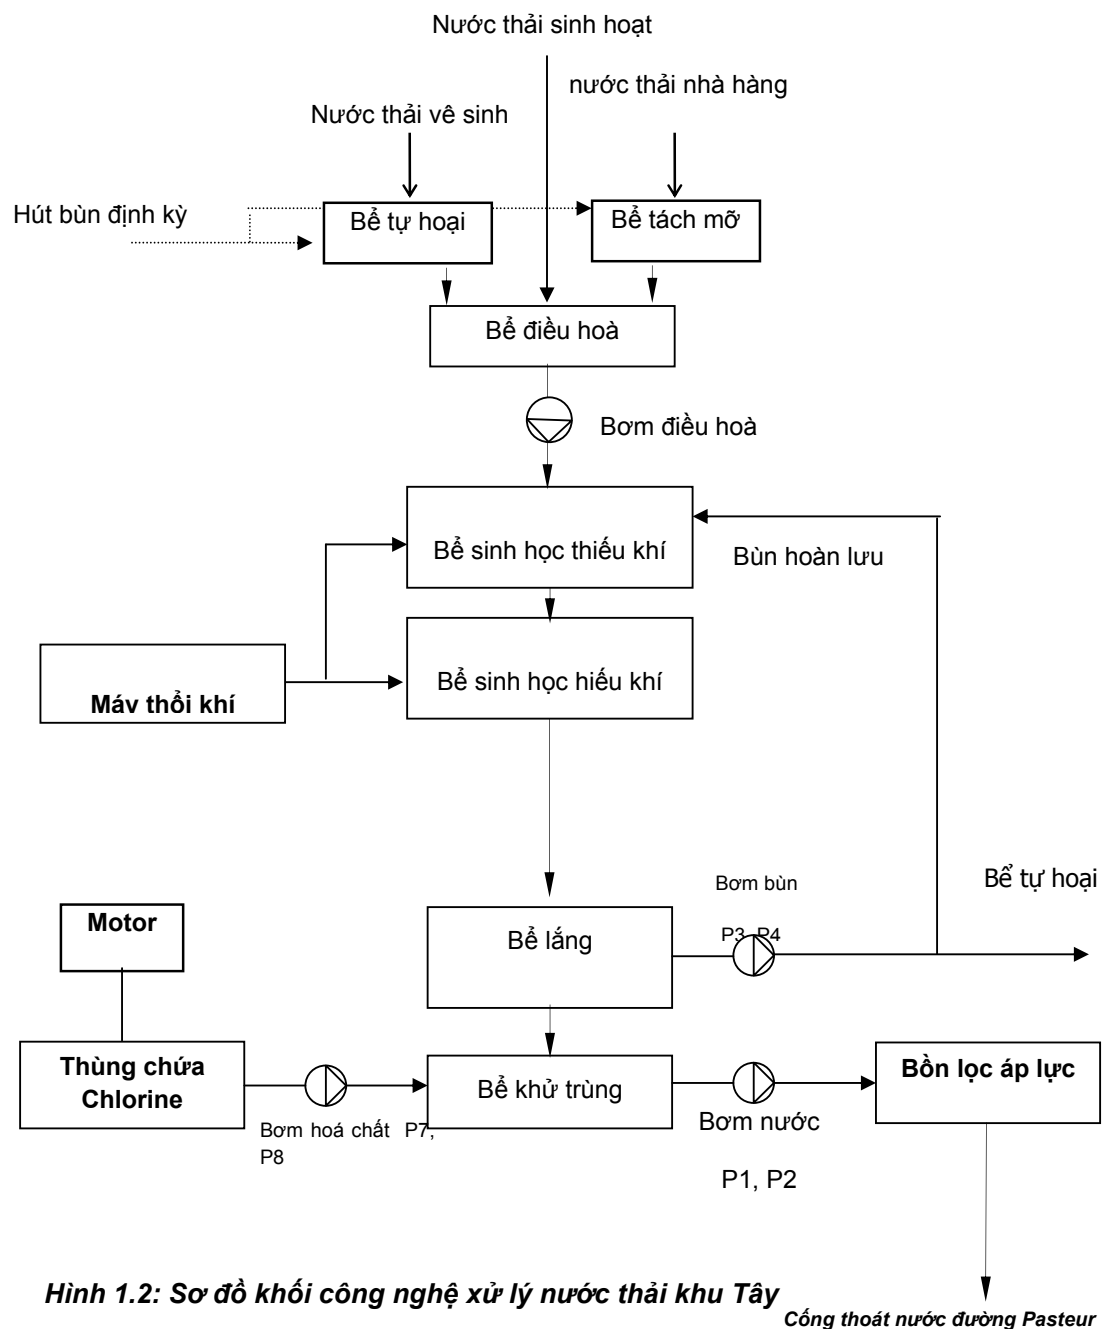 Nước thải sinh hoạt
nước thải nhà hàng
Nước thải vê sinh
Hút bùn định kỳ
Bể tự hoại
Bể tách mỡ
Bể điều hoà
Bơm điều hoà
Bể sinh học thiếu khí
Bùn hoàn lưu
Máv thổi khí
Bể sinh học hiếu khí
Bơm bùn
Bể tự hoại
Motor
Bể lắng
P3, P4
Thùng chứa
Chlorine
Bể khử trùng
Bồn lọc áp lực
Bơm hoá chất P7,
P8
Bơm nước
P1, P2
Hình 1.2: Sơ đồ khối công nghệ xử lý nước thải khu Tây
Cống thoát nước đường Pasteur